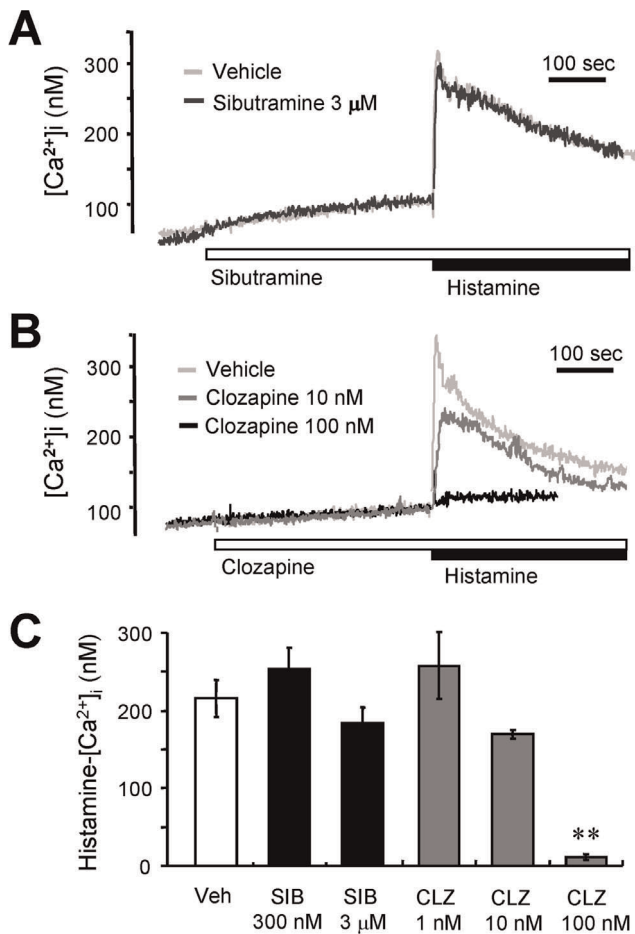 A
[Ca2+]i (nM)
300
200
100
Vehicle
Sibutramine 3 μM
100 sec
Sibutramine
Histamine
B
[Ca2+]i (nM)
300
200
100
Vehicle
Clozapine 10 nM
Clozapine 100 nM
100 sec
Clozapine
Histamine
C
Histamine-[Ca2+]i (nM)
300
200
100
0
**
Veh
SIB
300 nM
SIB
3 μM
CLZ
1 nM
CLZ
10 nM
CLZ
100 nM